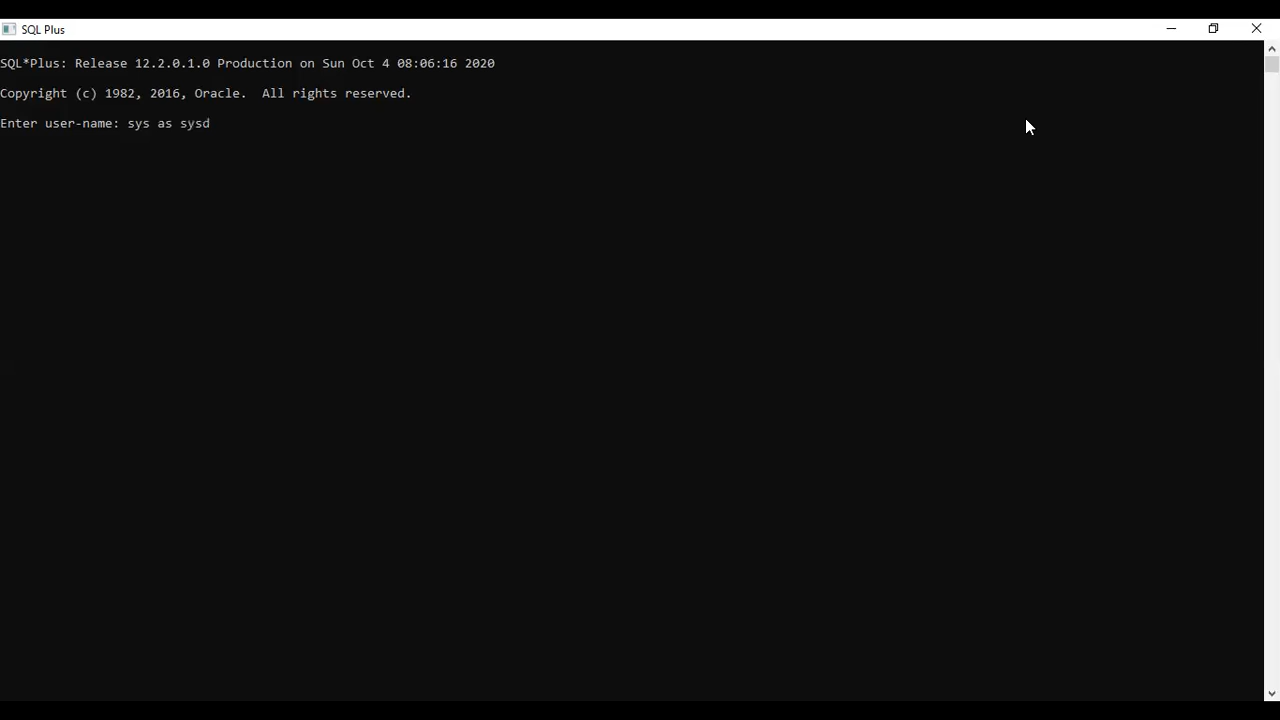 SQL Plus
SQL*Plus: Release 12.2.0.1.0 Production on Sun Oct 4 08:06:16 2020
Copyright (c) 1982, 2016, Oracle.  All rights reserved.
Enter user-name: sys as sysd